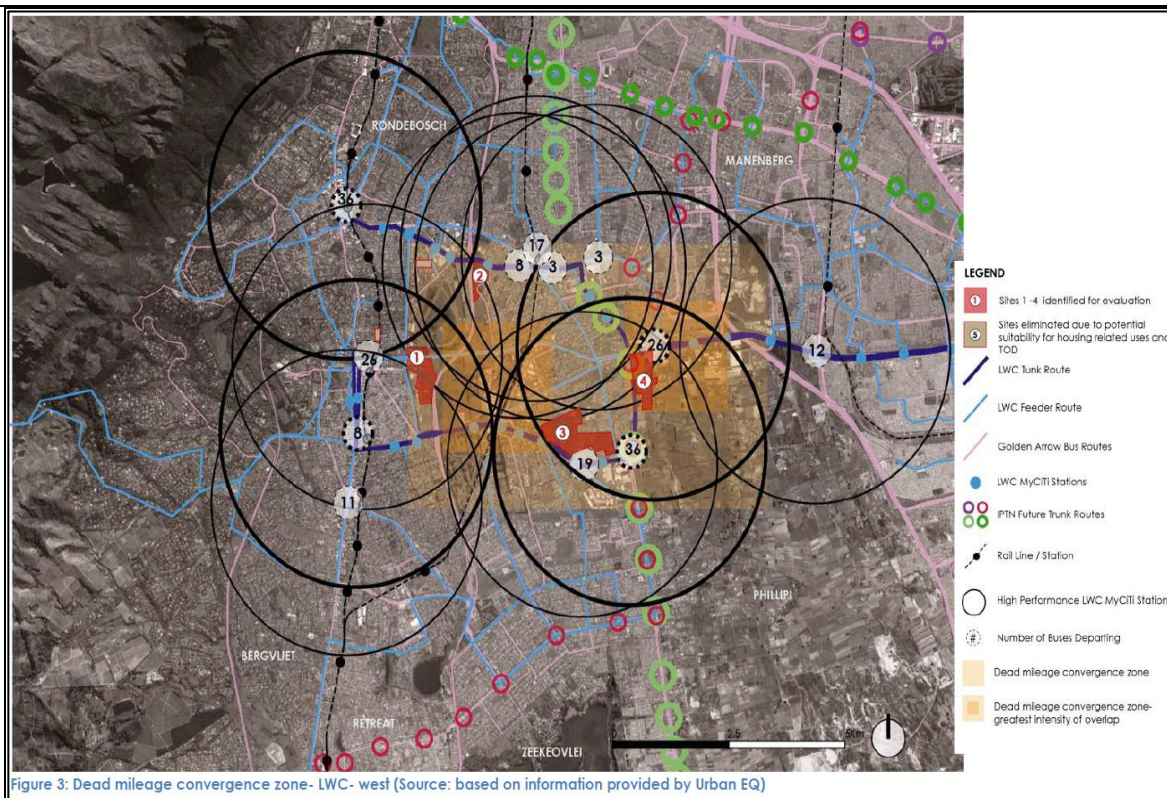 RONDEBOSCH
MANENBERG
36
17
8
3
3
2
26
26
12
1
4
8
3
36
19
11
PHILLIPI
BERGVLIET
RETREAT
ZEEKEOVLEI
0
2.5
5Km
LEGEND
1
Sites 1 -4 identified for evaluation
5
Sites eliminated due to potential
suitability for housing related uses and
TOD
LWC Tunk Route
LWC Feeder Route
Golden Arrow Bus Routes
LWC MyCiTi Stations
IPTN Future Trunk Routes
Rail Line / Station
High Performance LWC MyCiTi Station
#
Number of Buses Departing
Dead mileage convergence zone
Dead mileage convergence zone-
greatest intensity of overlap
Figure 3: Dead mileage convergence zone- LWC- west (Source: based on information provided by Urban EQ)